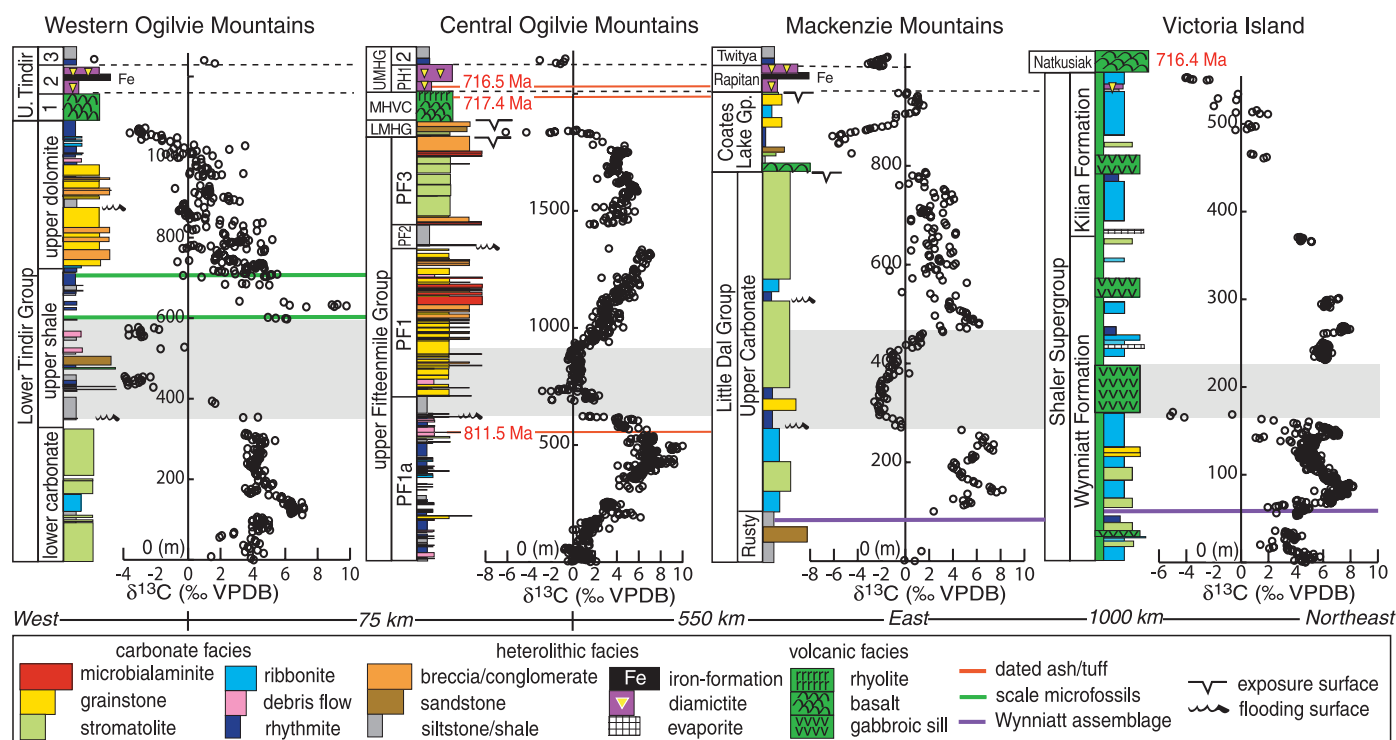 Western Ogilvie Mountains
Central Ogilvie Mountains
Mackenzie Mountains
Victoria Island
U. Tindir
3
2
1
Fe
Lower Tindir Group
upper dolomite
upper shale
lower carbonate
1000
800
600
400
200
0 (m)
-4 -2 0 2 4 6 8 10
δ13C (‰ VPDB)
UMHG
2
PH1
MHVC
LMHG
716.5 Ma
717.4 Ma
upper Fifteenmile Group
PF3
PF2
PF1
PF1a
811.5 Ma
1500
1000
500
0 (m)
-8 -6 -4 -2 0 2 4 6 8 10
δ13C (‰ VPDB)
Twitya
Rapitan
Fe
Coates Lake Gp.
Little Dal Group
Upper Carbonate
Rusty
800
600
400
200
0 (m)
-8 -6 -4 -2 0 2 4 6 8 10
δ13C (‰ VPDB)
Natkusiak
716.4 Ma
Shaler Supergroup
Kilian Formation
Wynniatt Formation
500
400
300
200
100
0 (m)
-6 -4 -2 0 2 4 6 8 10
δ13C (‰ VPDB)
West 75 km 550 km East 1000 km Northeast
carbonate facies
microbialaminite
grainstone
stromatolite
ribbonite
debris flow
rhythmite
heterolithic facies
breccia/conglomerate
sandstone
siltstone/shale
Fe iron-formation
diamictite
evaporite
volcanic facies
rhyolite
basalt
gabbroic sill
dated ash/tuff
scale microfossils
Wynniatt assemblage
exposure surface
flooding surface